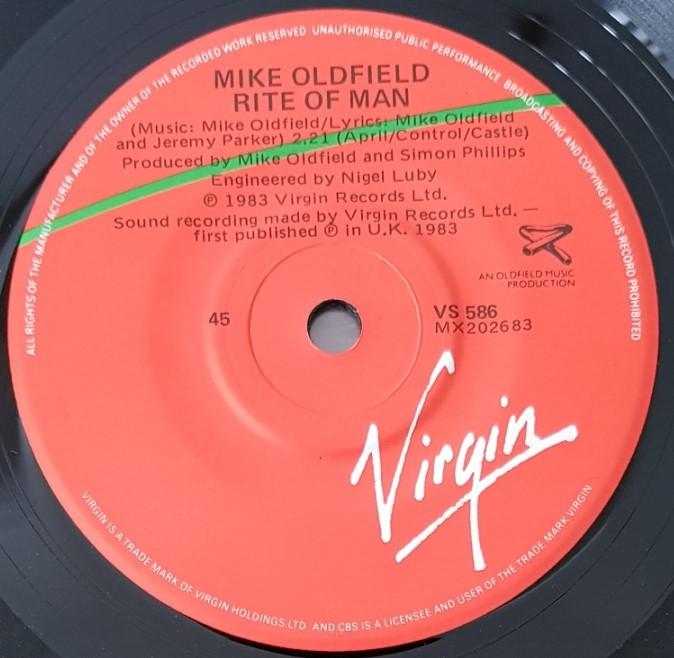 ALL RIGHTS OF THE MANUFACTURER AND OF THE OWNER OF THE RECORDED WORK RESERVED UNAUTHORISED PUBLIC PERFORMANCE BROADCASTING AND COPYING OF THIS RECORD PROHIBITED
MIKE OLDFIELD
RITE OF MAN
(Music: Mike Oldfield/Lyrics: Mike Oldfield
and Jeremy Parker) 2.21 (April/Control/Castle)
Produced by Mike Oldfield and Simon Phillips
Engineered by Nigel Luby
℗ 1983 Virgin Records Ltd.
Sound recording made by Virgin Records Ltd. —
first published ℗ in U.K. 1983
AN OLDFIELD MUSIC
PRODUCTION
45
VS 586
MX202683
Virgin
VIRGIN IS A TRADE MARK OF VIRGIN HOLDINGS LTD AND CBS IS A LICENSEE AND USER OF THE TRADE MARK VIRGIN